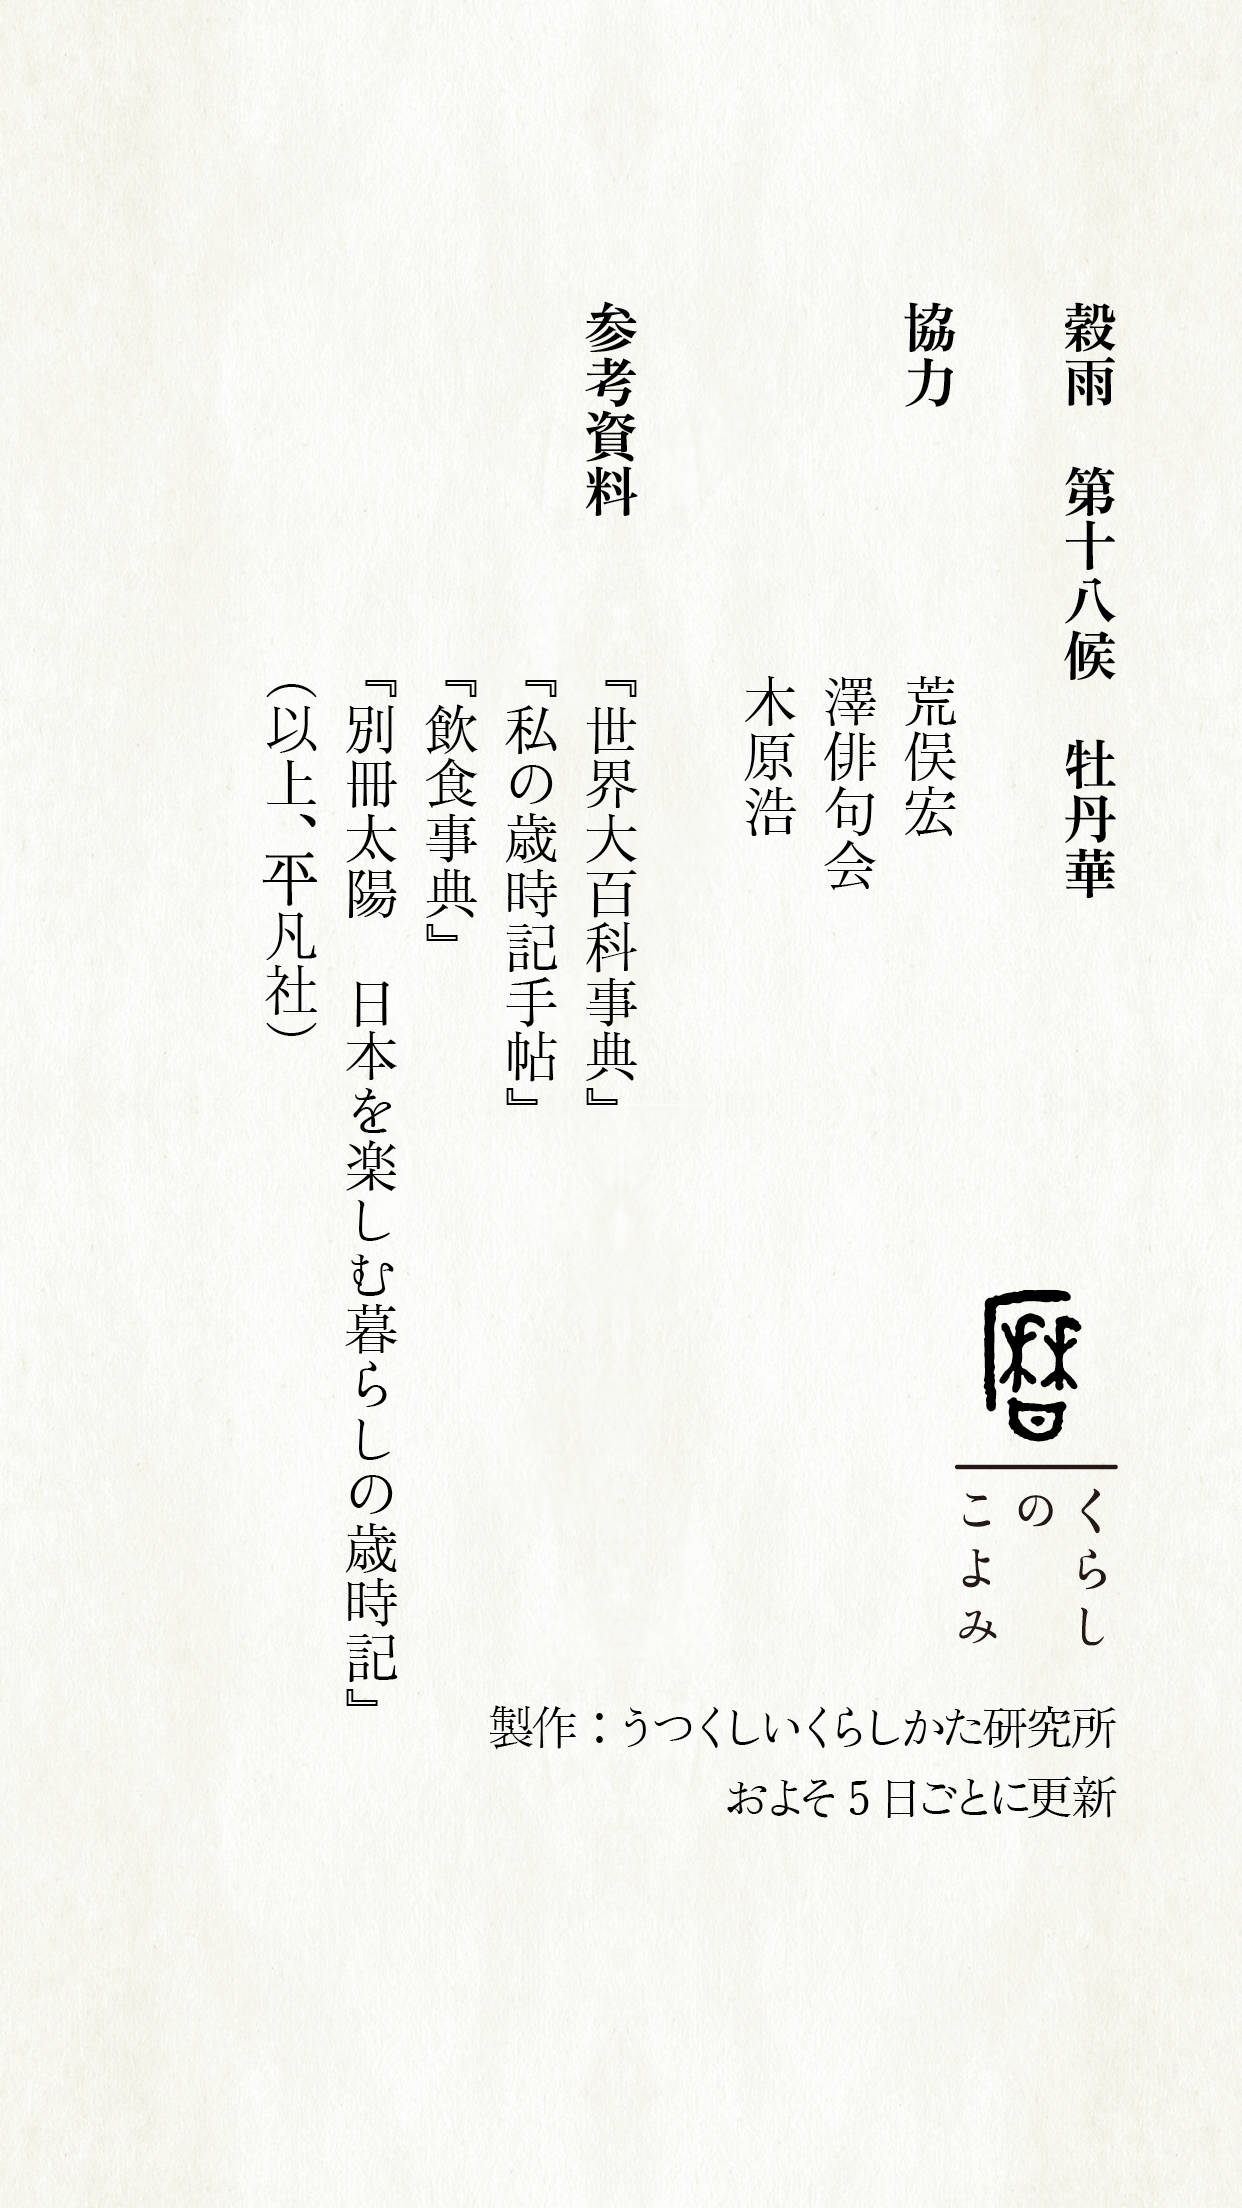 穀雨　第十八候　牡丹華
協力　荒俣宏
澤俳句会
木原浩
参考資料　『世界大百科事典』
『私の歳時記手帖』
『飲食事典』
『別冊太陽　日本を楽しむ暮らしの歳時記』
（以上、平凡社）
暦
くらし
の
こよみ
製作：うつくしいくらしかた研究所
およそ5日ごとに更新